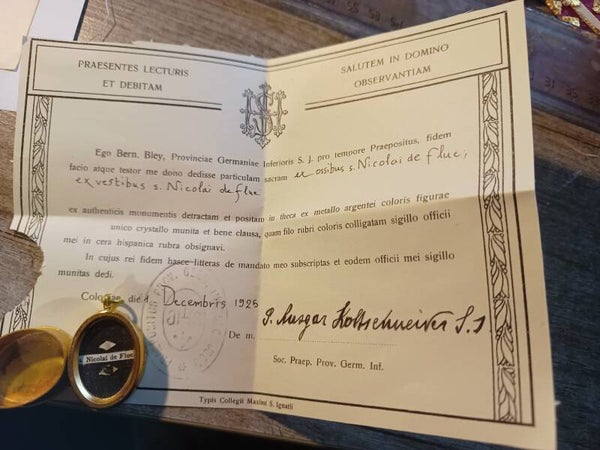 PRAESENTES LECTURIS
ET DEBITAM
SALUTEM IN DOMINO
OBSERVANTIAM
IHS
Ego Bern. Bley, Provinciae Germaniae Inferioris S. J. pro tempore Praepositus, fidem
facio atque testor me dono dedisse particulam sacram ex ossibus s. Nicolai de Flue;
ex vestibus s. Nicolai de flue
ex authenticis monumentis detractam et positam in theca ex metallo argentei coloris figurae
unico crystallo munita et bene clausa, quam filo rubri coloris colligatam sigillo officii
mei in cera hispanica rubra obsignavi.
In cujus rei fidem hasce litteras de mandato meo subscriptas et eodem officii mei sigillo
munitas dedi.
Coloniae, die Decembris 1925
De m.
Soc. Praep. Prov. Germ. Inf.
Typis Collegii Maximi S. Ignatii
Nicolai de Flue